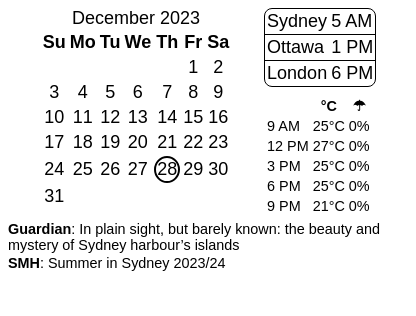 December 2023
Su Mo Tu We Th Fr Sa
1 2
3 4 5 6 7 8 9
10 11 12 13 14 15 16
17 18 19 20 21 22 23
24 25 26 27 28 29 30
31
Sydney 5 AM
Ottawa 1 PM
London 6 PM
°C ☂
9 AM 25°C 0%
12 PM 27°C 0%
3 PM 25°C 0%
6 PM 25°C 0%
9 PM 21°C 0%
Guardian: In plain sight, but barely known: the beauty and
mystery of Sydney harbour’s islands
SMH: Summer in Sydney 2023/24